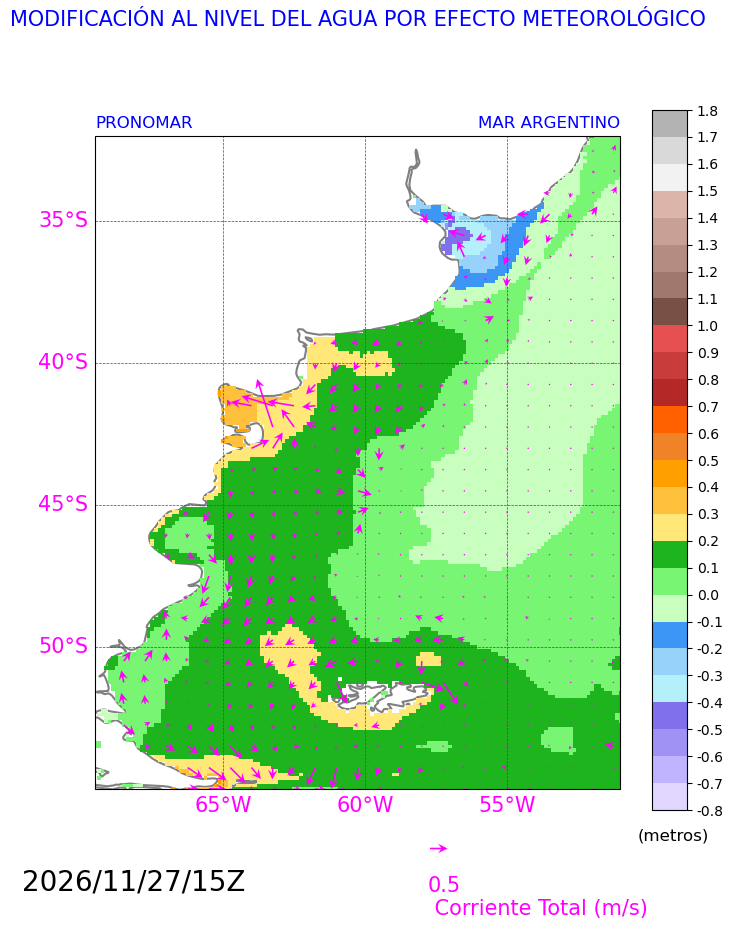 MODIFICACIÓN AL NIVEL DEL AGUA POR EFECTO METEOROLÓGICO
PRONOMAR
MAR ARGENTINO
35°S
40°S
45°S
50°S
65°W
60°W
55°W
1.8
1.7
1.6
1.5
1.4
1.3
1.2
1.1
1.0
0.9
0.8
0.7
0.6
0.5
0.4
0.3
0.2
0.1
0.0
-0.1
-0.2
-0.3
-0.4
-0.5
-0.6
-0.7
-0.8
(metros)
2026/11/27/15Z
0.5
Corriente Total (m/s)